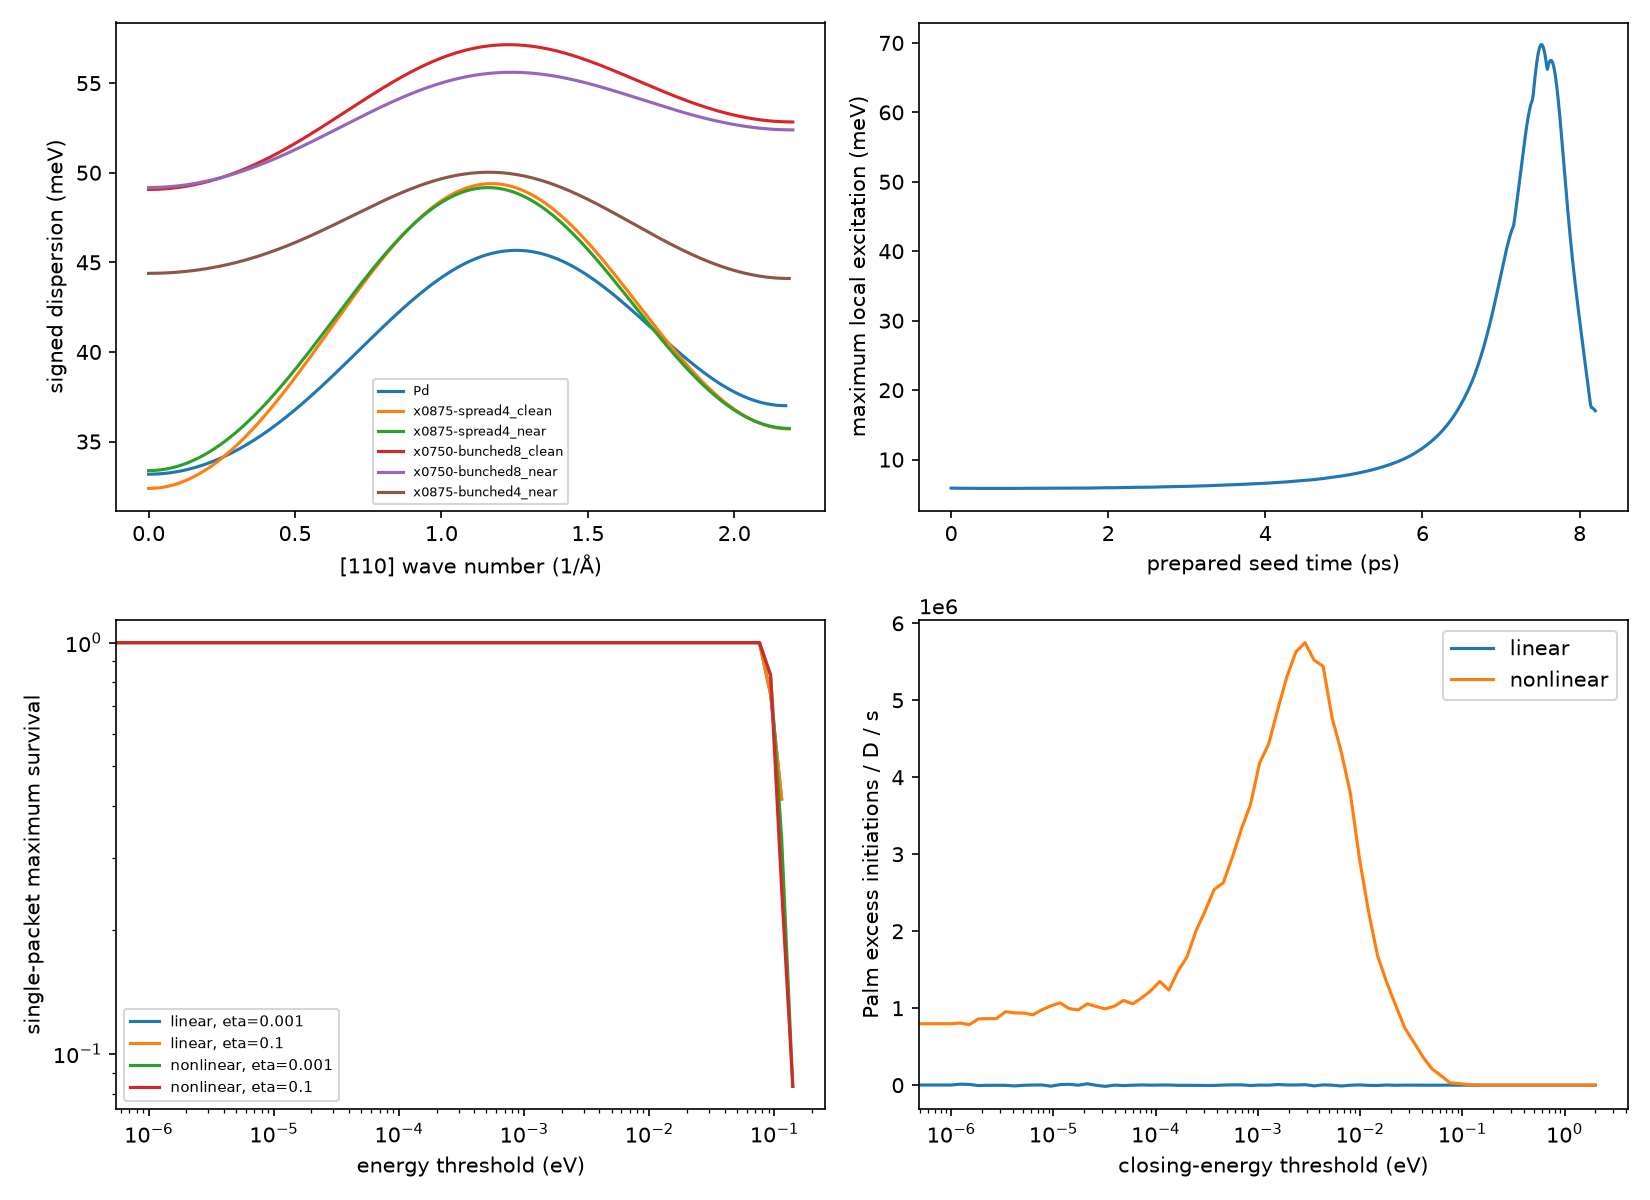 signed dispersion (meV)
55
50
45
40
35
0.0
0.5
1.0
1.5
2.0
[110] wave number (1/Å)
Pd
x0875-spread4_clean
x0875-spread4_near
x0750-bunched8_clean
x0750-bunched8_near
x0875-bunched4_near
maximum local excitation (meV)
70
60
50
40
30
20
10
0
2
4
6
8
prepared seed time (ps)
single-packet maximum survival
10⁰
10⁻¹
10⁻⁶
10⁻⁵
10⁻⁴
10⁻³
10⁻²
10⁻¹
energy threshold (eV)
linear, eta=0.001
linear, eta=0.1
nonlinear, eta=0.001
nonlinear, eta=0.1
1e6
Palm excess initiations / D / s
6
5
4
3
2
1
0
10⁻⁶
10⁻⁵
10⁻⁴
10⁻³
10⁻²
10⁻¹
10⁰
closing-energy threshold (eV)
linear
nonlinear